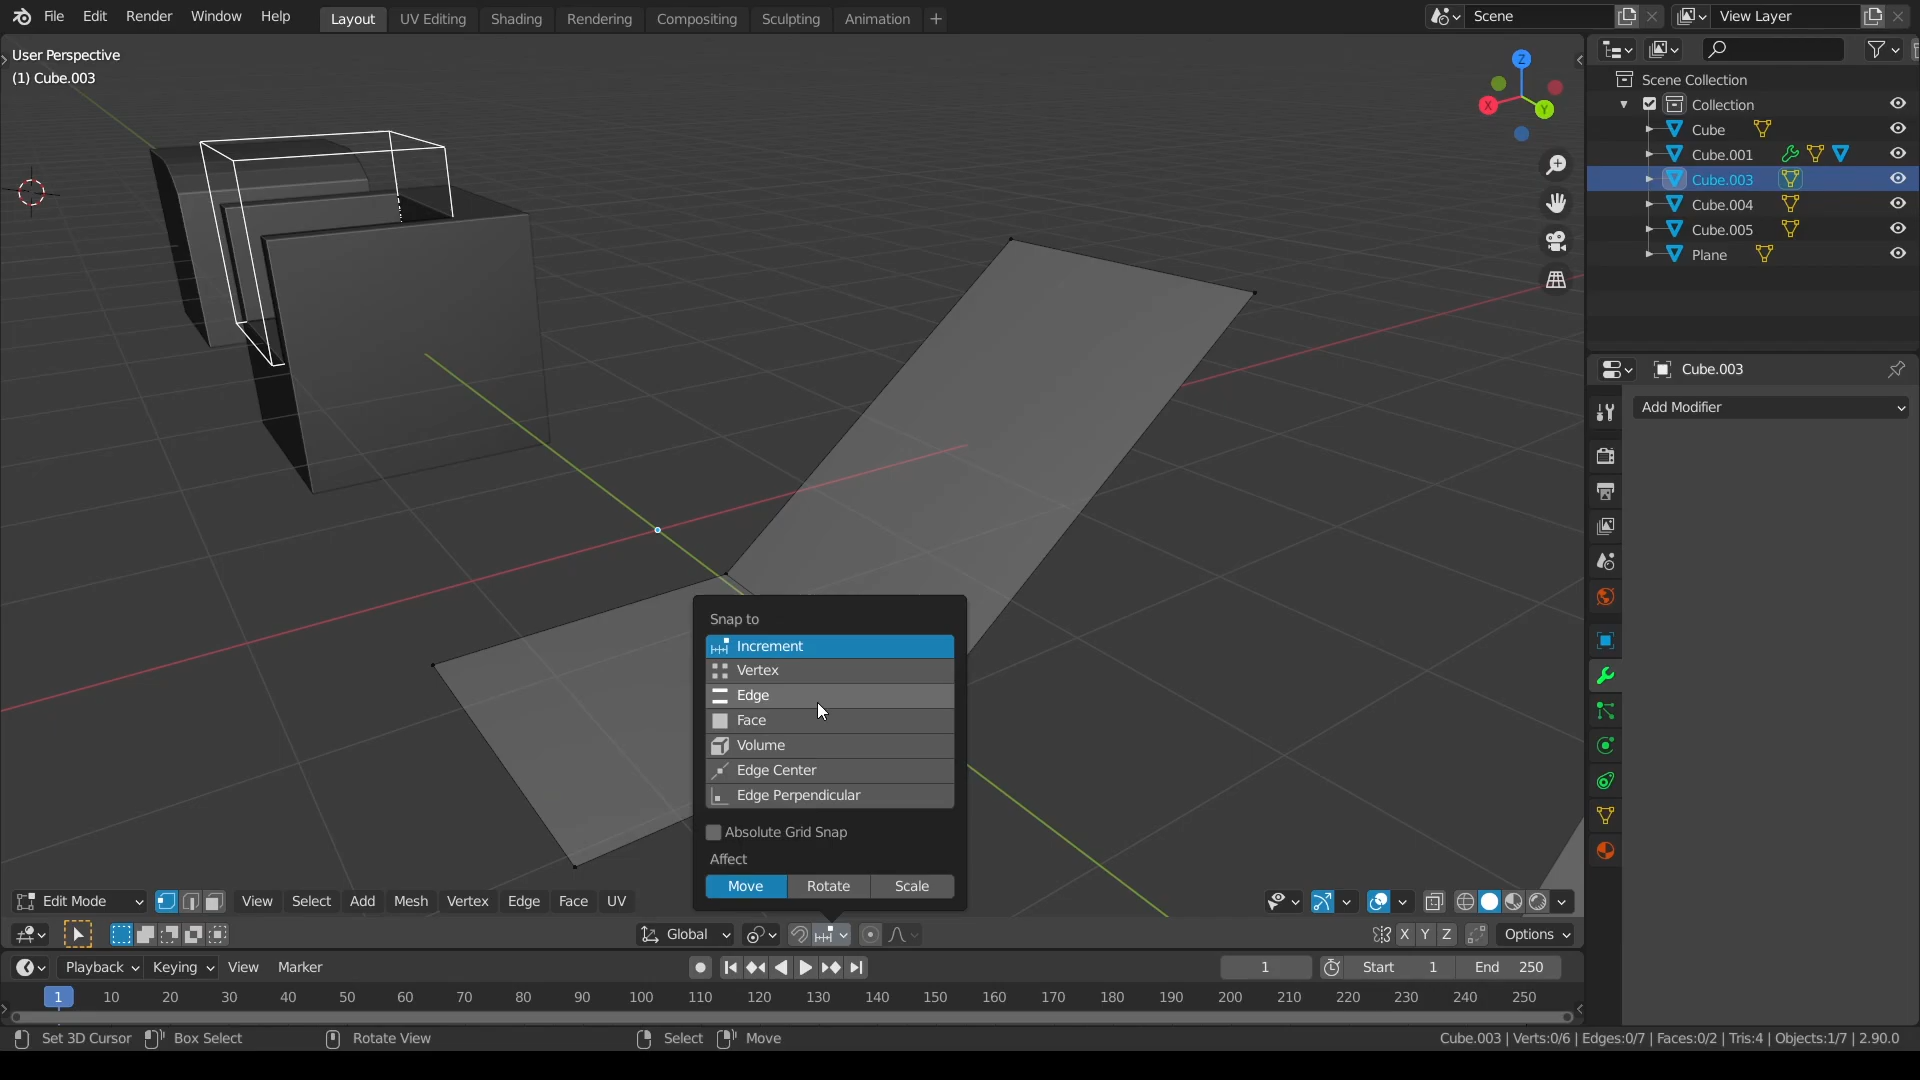 File Edit Render Window Help Layout UV Editing Shading Rendering Compositing Sculpting Animation + Scene View Layer
User Perspective
(1) Cube.003
Z
X
Y
Scene Collection
Collection
Cube
Cube.001
Cube.003
Cube.004
Cube.005
Plane
Cube.003
Add Modifier
Snap to
Increment
Vertex
Edge
Face
Volume
Edge Center
Edge Perpendicular
Absolute Grid Snap
Affect
Move Rotate Scale
Edit Mode View Select Add Mesh Vertex Edge Face UV
Global X Y Z Options
Playback Keying View Marker 1 Start 1 End 250
1 10 20 30 40 50 60 70 80 90 100 110 120 130 140 150 160 170 180 190 200 210 220 230 240 250
Set 3D Cursor Box Select Rotate View Select Move Cube.003 | Verts:0/6 | Edges:0/7 | Faces:0/2 | Tris:4 | Objects:1/7 | 2.90.0